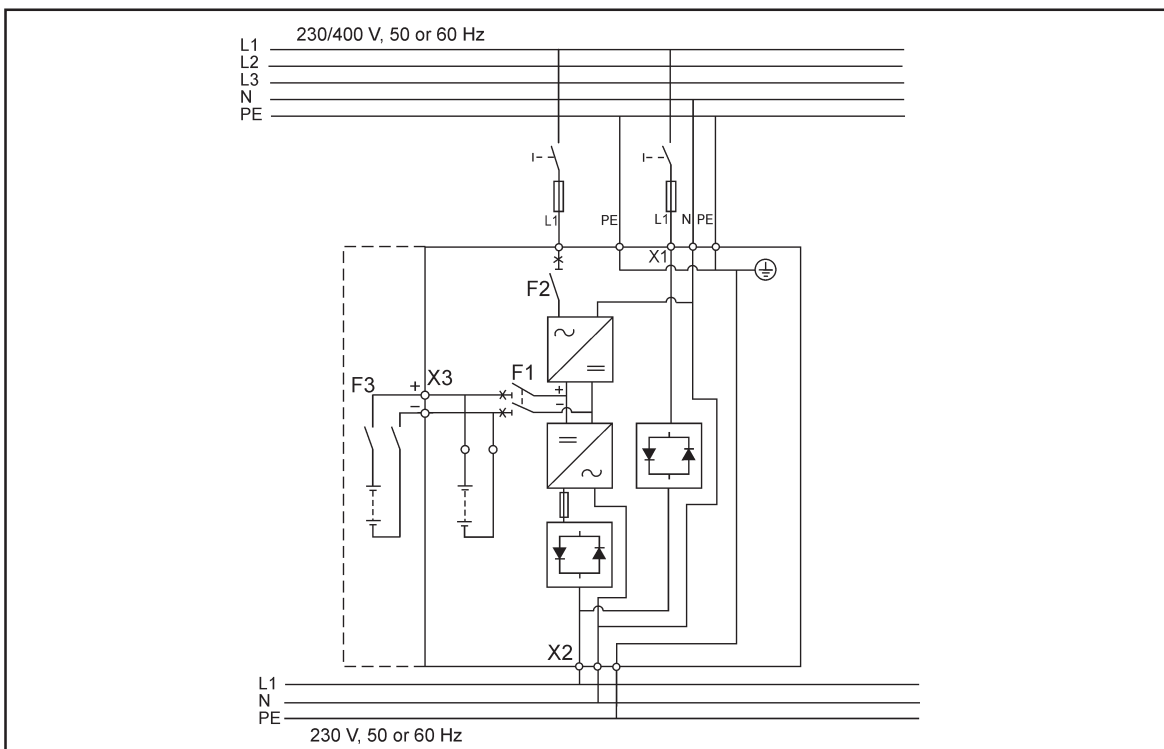 230/400 V, 50 or 60 Hz
L1
L2
L3
N
PE
L1
PE
L1
N
PE
X1
F2
F3
+
X3
F1
+
−
−
X2
L1
N
PE
230 V, 50 or 60 Hz